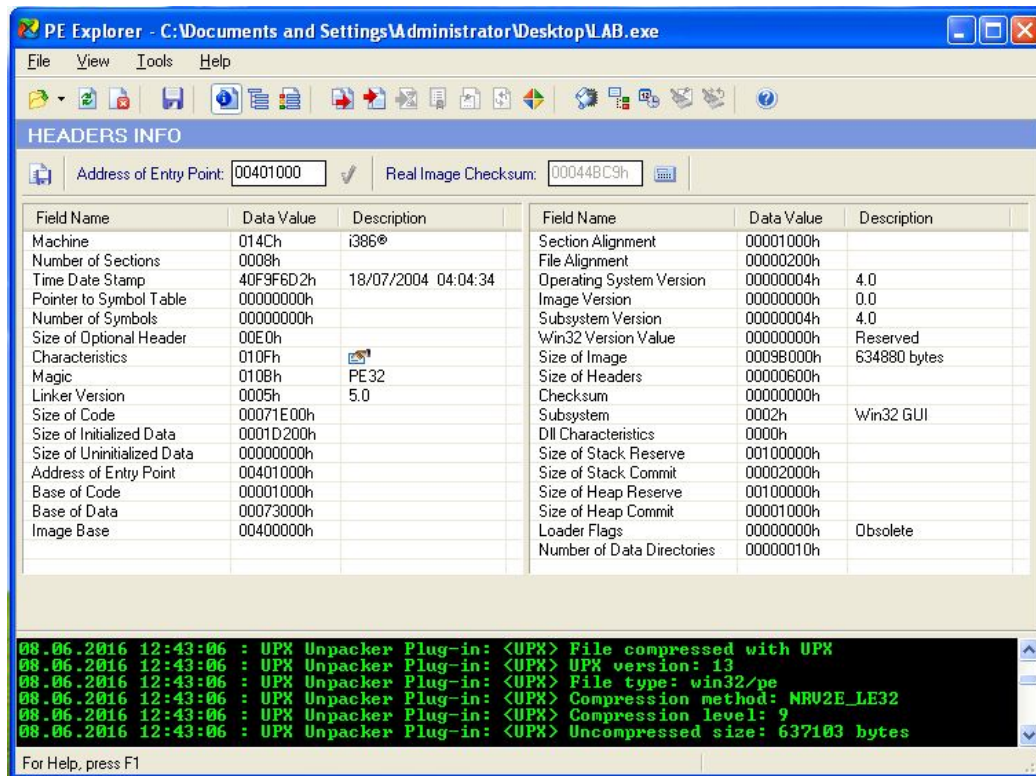 PE Explorer - C:\Documents and Settings\Administrator\Desktop\LAB.exe
File View Tools Help
HEADERS INFO
Address of Entry Point: 00401000 Real Image Checksum: 00044BC9h
Field Name Data Value Description Field Name Data Value Description
Machine 014Ch i386® Section Alignment 00001000h
Number of Sections 0008h File Alignment 00000200h
Time Date Stamp 40F9F6D2h 18/07/2004 04:04:34 Operating System Version 00000004h 4.0
Pointer to Symbol Table 00000000h Image Version 00000000h 0.0
Number of Symbols 00000000h Subsystem Version 00000004h 4.0
Size of Optional Header 00E0h Win32 Version Value 00000000h Reserved
Characteristics 010Fh Size of Image 0009B000h 634880 bytes
Magic 010Bh PE32 Size of Headers 00000600h
Linker Version 0005h 5.0 Checksum 00000000h
Size of Code 00071E00h Subsystem 0002h Win32 GUI
Size of Initialized Data 0001D200h Dll Characteristics 0000h
Size of Uninitialized Data 00000000h Size of Stack Reserve 00100000h
Address of Entry Point 00401000h Size of Stack Commit 00002000h
Base of Code 00001000h Size of Heap Reserve 00100000h
Base of Data 00073000h Size of Heap Commit 00001000h
Image Base 00400000h Loader Flags 00000000h Obsolete
Number of Data Directories 00000010h
08.06.2016 12:43:06 : UPX Unpacker Plug-in: <UPX> File compressed with UPX
08.06.2016 12:43:06 : UPX Unpacker Plug-in: <UPX> UPX version: 13
08.06.2016 12:43:06 : UPX Unpacker Plug-in: <UPX> File type: win32/pe
08.06.2016 12:43:06 : UPX Unpacker Plug-in: <UPX> Compression method: NRV2E_LE32
08.06.2016 12:43:06 : UPX Unpacker Plug-in: <UPX> Compression level: 9
08.06.2016 12:43:06 : UPX Unpacker Plug-in: <UPX> Uncompressed size: 637103 bytes
For Help, press F1